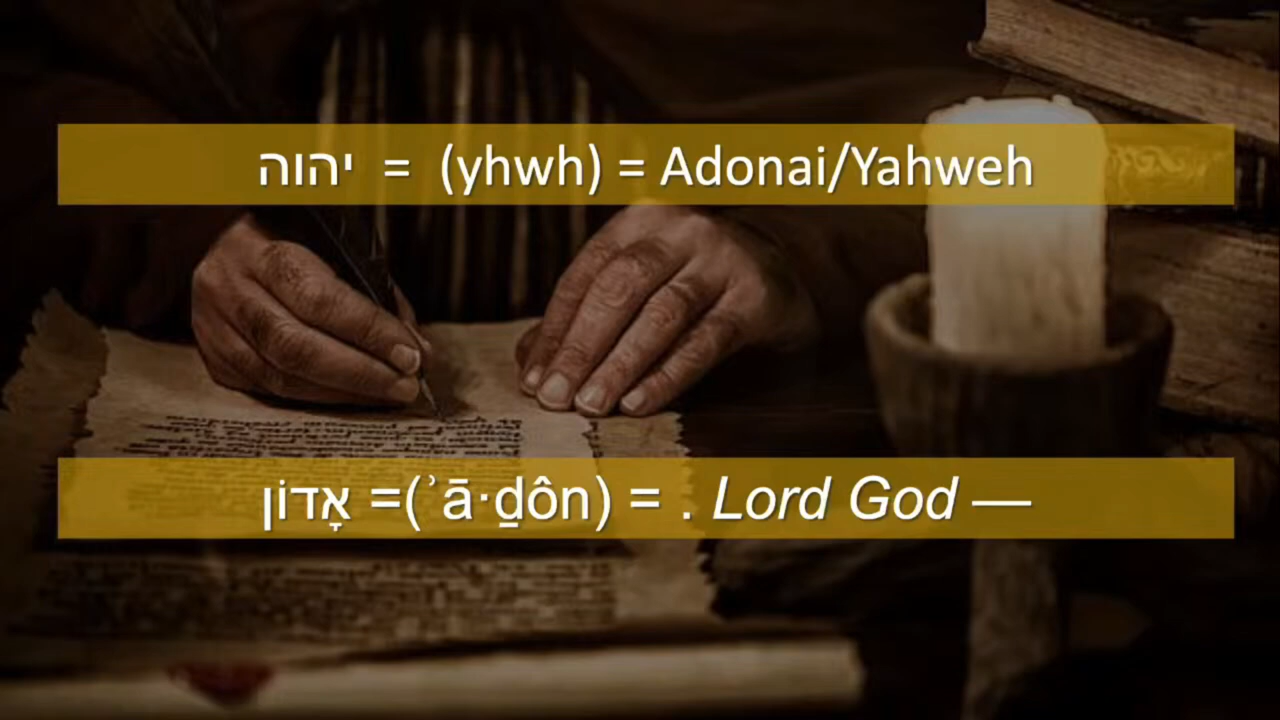 יהוה = (yhwh) = Adonai/Yahweh
אָדוֹן =(ʾā·ḏôn) = . Lord God —